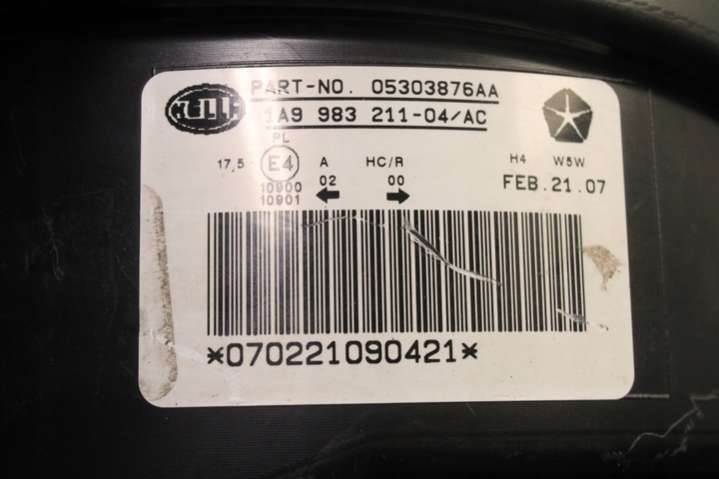 HELLA
PART-NO. 05303876AA
1A9 983 211-04/AC
PL
17,5- E4 A HC/R H4 W5W
10900 02 00 FEB.21.07
10901
*070221090421*